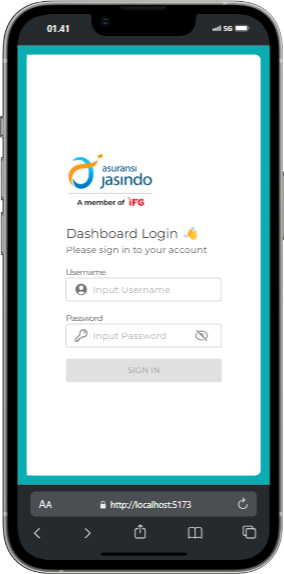 01.41
5G
asuransi
jasindo
A member of IFG
Dashboard Login 👋
Please sign in to your account
Username
Input Username
Password
Input Password
SIGN IN
AA
http://localhost:5173